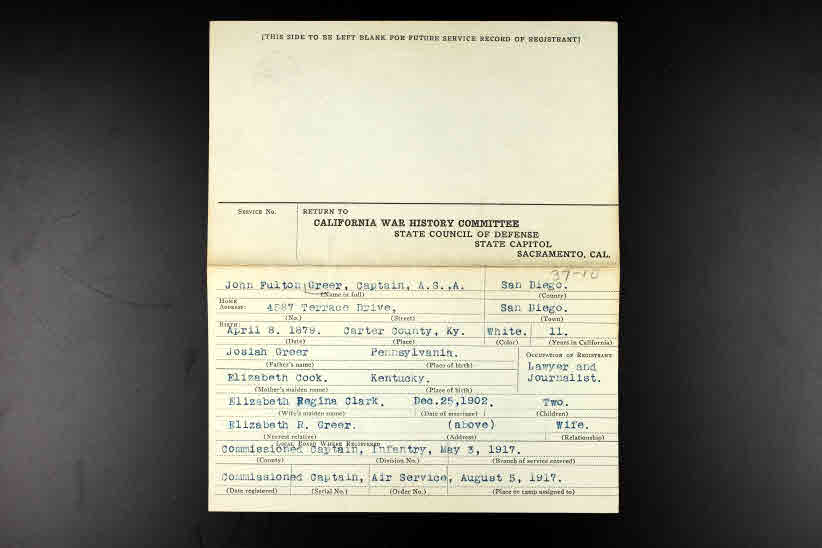 [THIS SIDE TO BE LEFT BLANK FOR FUTURE SERVICE RECORD OF REGISTRANT]
SERVICE NO.
RETURN TO
CALIFORNIA WAR HISTORY COMMITTEE
STATE COUNCIL OF DEFENSE
STATE CAPITOL
SACRAMENTO, CAL.
37-10
John Fulton Greer, Captain, A.S.,A. San Diego.
(Name in full) (County)
HOME ADDRESS: 4587 Terrace Drive, San Diego.
(No.) (Street) (Town)
BIRTH: April 8. 1879. Carter County, Ky. White. 11.
(Date) (Place) (Color) (Years in California)
Josiah Greer Pennsylvania. OCCUPATION OF REGISTRANT
(Father's name) (Place of birth) Lawyer and
Elizabeth Cook. Kentucky. Journalist.
(Mother's maiden name) (Place of birth)
Elizabeth Regina Clark. Dec.25,1902. Two.
(Wife's maiden name) (Date of marriage) (Children)
Elizabeth R. Greer. (above) Wife.
(Nearest relative) (Address) (Relationship)
LOCAL BOARD WHERE REGISTERED
Commissioned Captain, Infantry, May 3, 1917.
(County) (Division No.) (Branch of service entered)
Commissioned Captain, Air Service, August 5, 1917.
(Date registered) (Serial No.) (Order No.) (Place or camp assigned to)